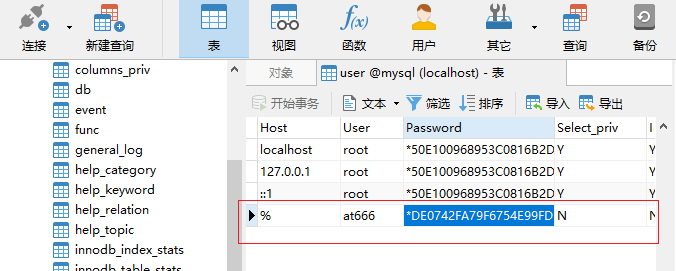 连接 新建查询 表 视图 函数 用户 其它 查询 备份
columns_priv
db
event
func
general_log
help_category
help_keyword
help_relation
help_topic
innodb_index_stats
innodb_table_stats
对象 user @mysql (localhost) - 表
开始事务 文本 筛选 排序 导入 导出
Host User Password Select_priv I
localhost root *50E100968953C0816B2D Y Y
127.0.0.1 root *50E100968953C0816B2D Y Y
::1 root *50E100968953C0816B2D Y Y
% at666 *DE0742FA79F6754E99FD N N